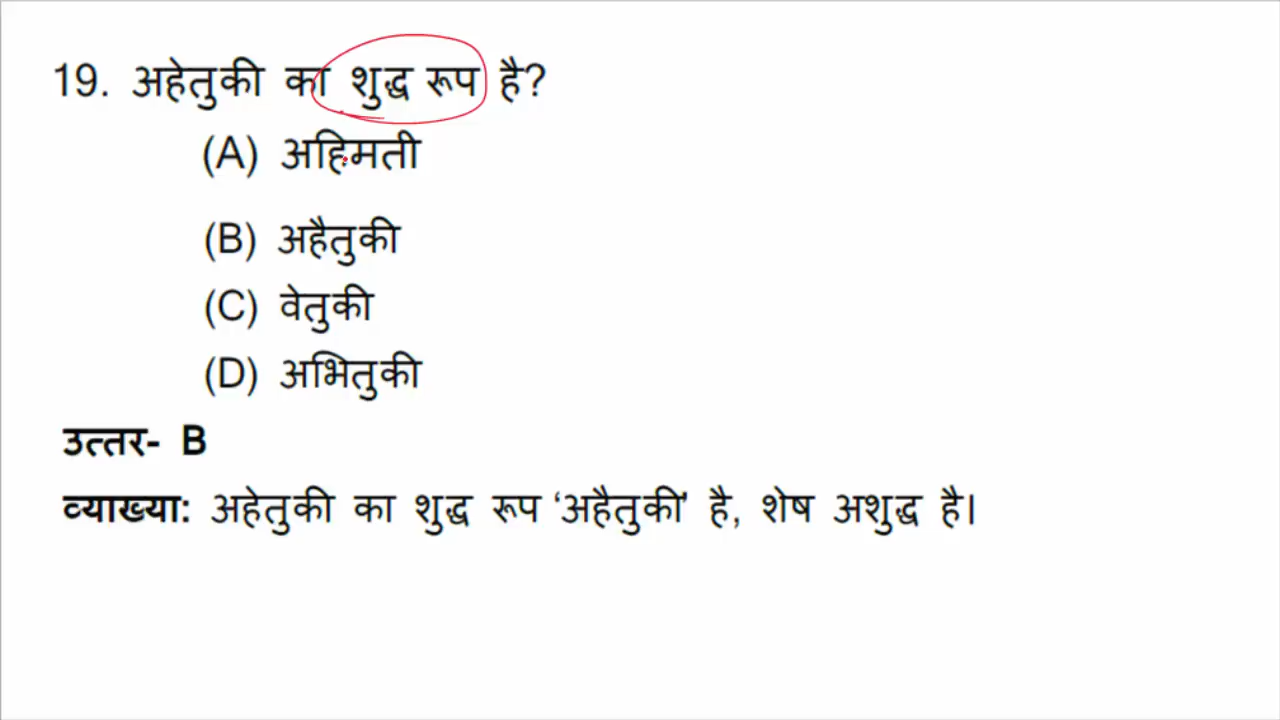 19. अहेतुकी का शुद्ध रूप है?
(A) अहिमती
(B) अहैतुकी
(C) वेतुकी
(D) अभितुकी
उत्तर- B
व्याख्या: अहेतुकी का शुद्ध रूप ‘अहैतुकी’ है, शेष अशुद्ध है।